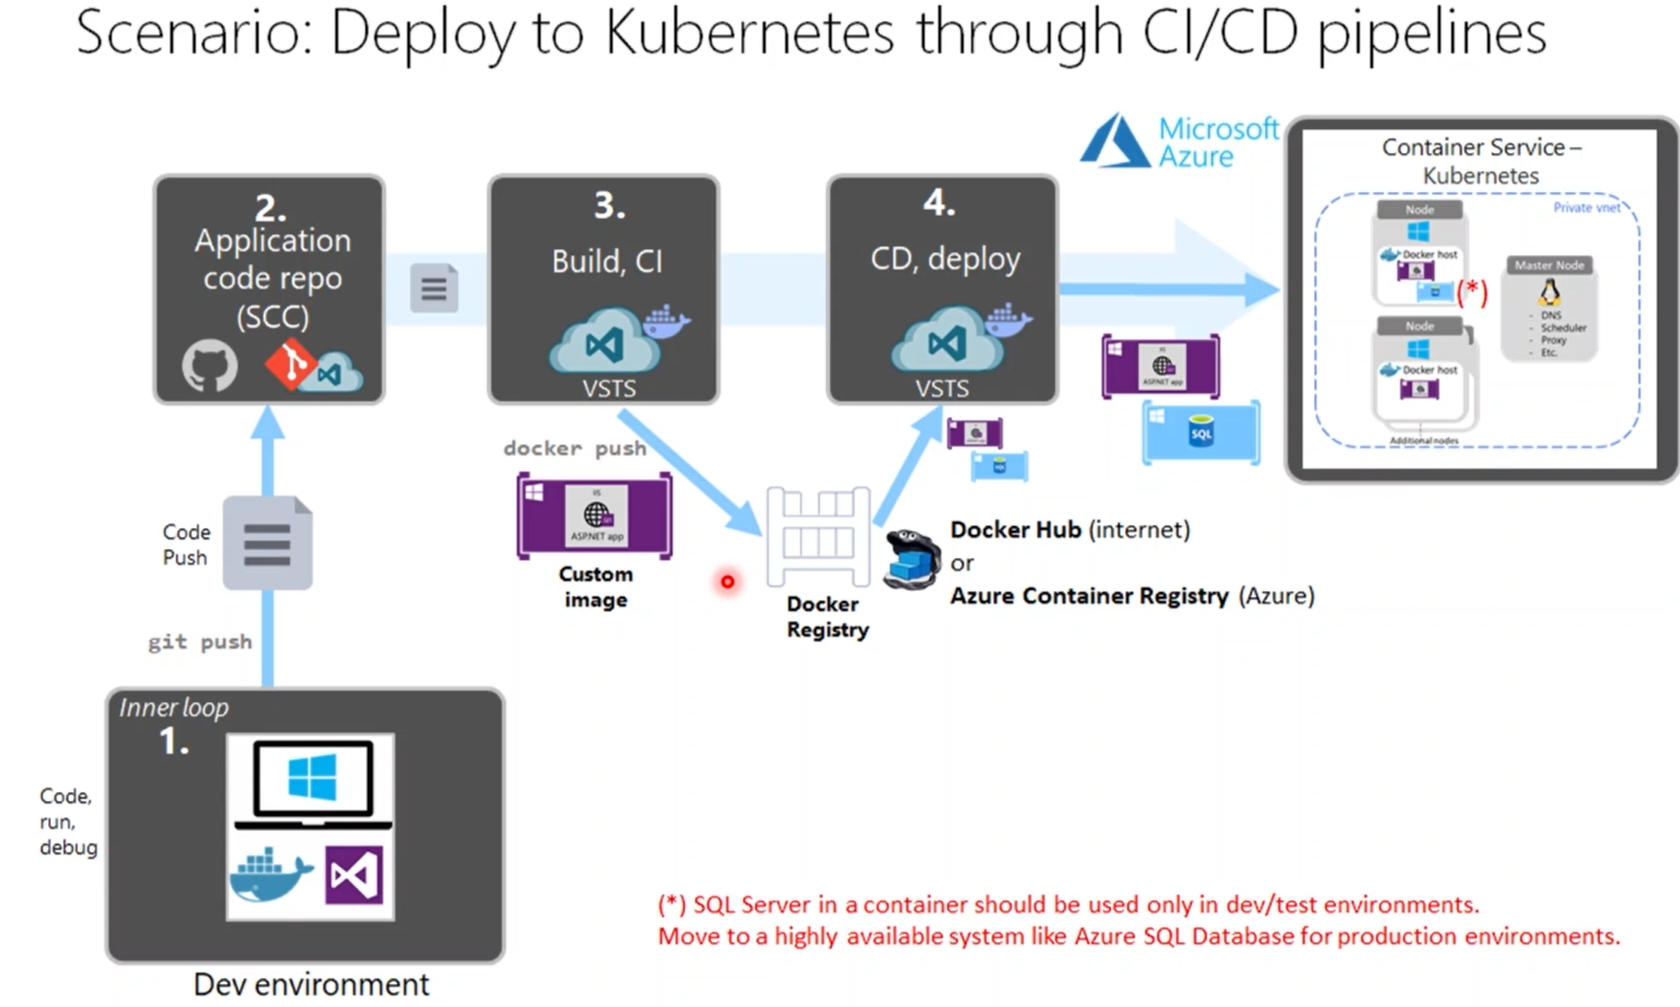 Scenario: Deploy to Kubernetes through CI/CD pipelines
Microsoft
Azure
Container Service –
Kubernetes
Private vnet
Node
Docker host
(*)
Node
Docker host
Additional nodes
Master Node
- DNS
- Scheduler
- Proxy
- Etc.
2.
Application
code repo
(SCC)
3.
Build, CI
VSTS
4.
CD, deploy
VSTS
IIS
ASP.NET app
SQL
docker push
IIS
ASP.NET app
Custom
image
Docker
Registry
Docker Hub (internet)
or
Azure Container Registry (Azure)
Code
Push
git push
Inner loop
1.
Code,
run,
debug
Dev environment
(*) SQL Server in a container should be used only in dev/test environments.
Move to a highly available system like Azure SQL Database for production environments.